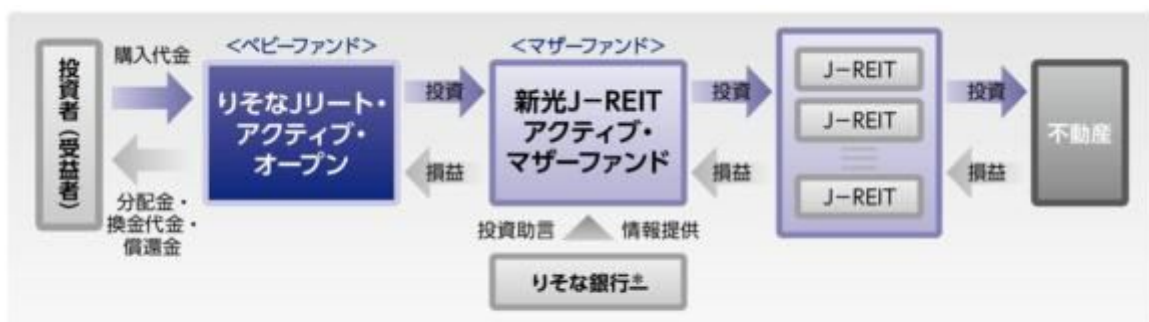 投資者(受益者)
購入代金
分配金・
換金代金・
償還金
<ベビーファンド>
りそなJリート・
アクティブ・
オープン
投資
損益
<マザーファンド>
新光J-REIT
アクティブ・
マザーファンド
投資
損益
J-REIT
J-REIT
J-REIT
投資
損益
不動産
投資助言
情報提供
りそな銀行*